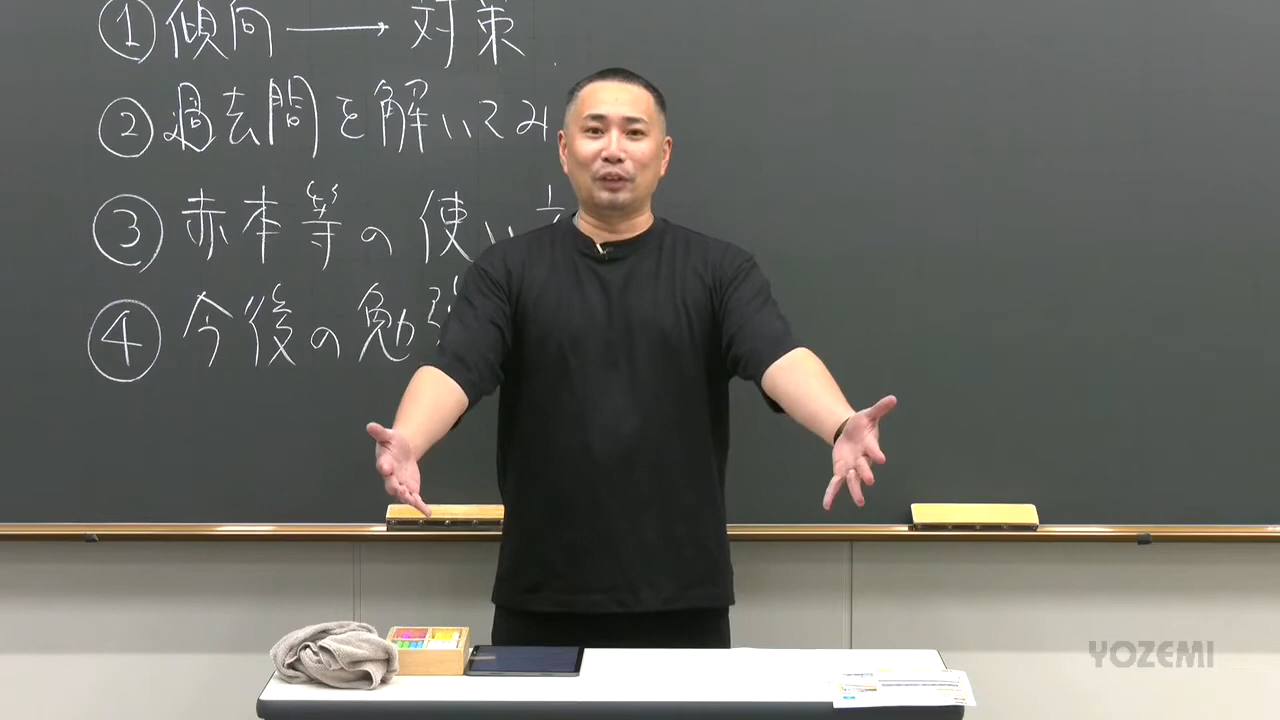 ① 傾向 → 対策
② 過去問を解いてみ
③ 赤本等の使い
④ 今後の勉
YOZEMI